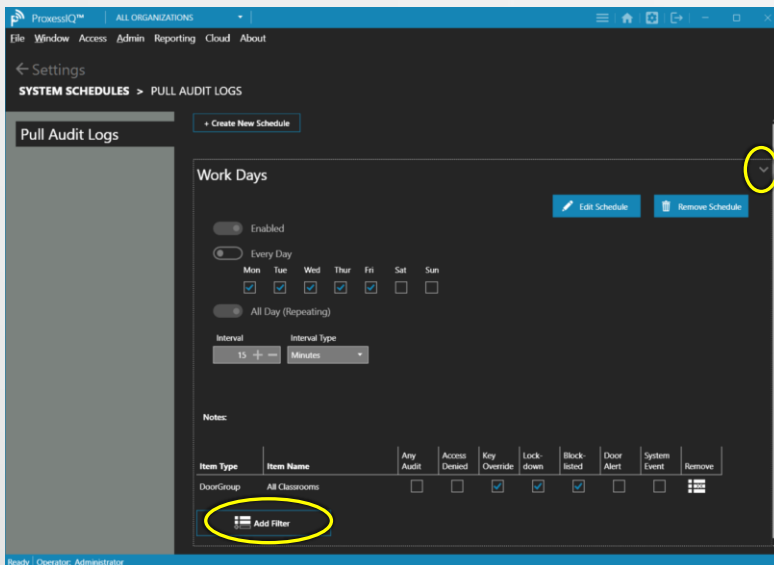 ProxessIQ™ ALL ORGANIZATIONS
File Window Access Admin Reporting Cloud About
Settings
SYSTEM SCHEDULES > PULL AUDIT LOGS
Pull Audit Logs
+ Create New Schedule
Work Days
Edit Schedule Remove Schedule
Enabled
Every Day
Mon Tue Wed Thur Fri Sat Sun
All Day (Repeating)
Interval Interval Type
15 + − Minutes
Notes:
Item Type Item Name Any Audit Access Denied Key Override Lock-down Block-listed Door Alert System Event Remove
DoorGroup All Classrooms
Add Filter
Ready Operator: Administrator